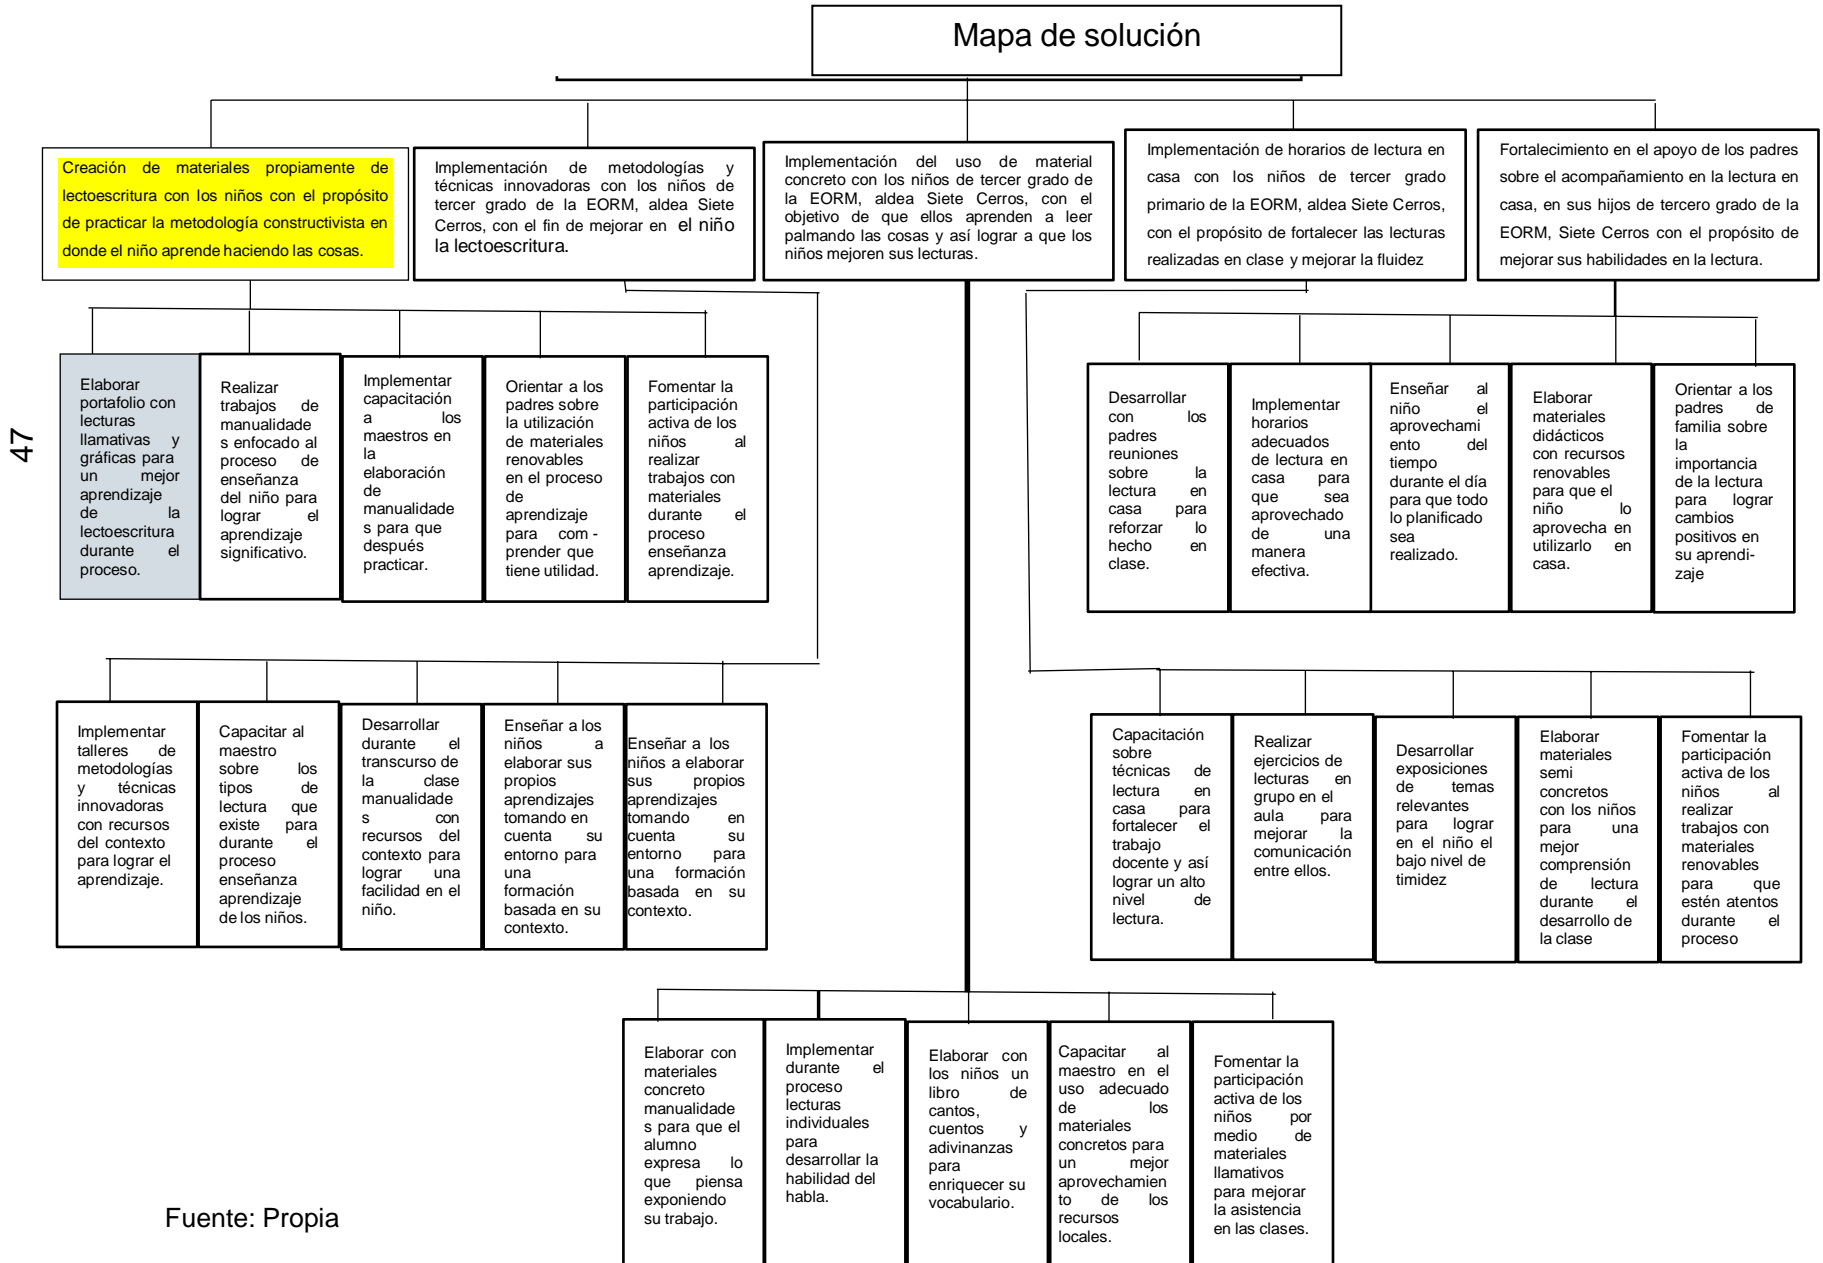 Mapa de solución
Creación de materiales propiamente de
lectoescritura con los niños con el propósito
de practicar la metodología constructivista en
donde el niño aprende haciendo las cosas.
Implementación de metodologías y
técnicas innovadoras con los niños de
tercer grado de la EORM, aldea Siete
Cerros, con el fin de mejorar en el niño
la lectoescritura.
Implementación del uso de material
concreto con los niños de tercer grado de
la EORM, aldea Siete Cerros, con el
objetivo de que ellos aprenden a leer
palmando las cosas y así lograr a que los
niños mejoren sus lecturas.
Implementación de horarios de lectura en
casa con los niños de tercer grado
primario de la EORM, aldea Siete Cerros,
con el propósito de fortalecer las lecturas
realizadas en clase y mejorar la fluidez
Fortalecimiento en el apoyo de los padres
sobre el acompañamiento en la lectura en
casa, en sus hijos de tercero grado de la
EORM, Siete Cerros con el propósito de
mejorar sus habilidades en la lectura.
Elaborar
portafolio con
lecturas
llamativas y
gráficas para
un mejor
aprendizaje
de la
lectoescritura
durante el
proceso.
Realizar
trabajos de
manualidade
s enfocado al
proceso de
enseñanza
del niño para
lograr el
aprendizaje
significativo.
Implementar
capacitación
a los
maestros en
la
elaboración
de
manualidade
s para que
después
practicar.
Orientar a los
padres sobre
la utilización
de materiales
renovables
en el proceso
de
aprendizaje
para com -
prender que
tiene utilidad.
Fomentar la
participación
activa de los
niños al
realizar
trabajos con
materiales
durante el
proceso
enseñanza
aprendizaje.
Desarrollar
con los
padres
reuniones
sobre la
lectura en
casa para
reforzar lo
hecho en
clase.
Implementar
horarios
adecuados
de lectura en
casa para
que sea
aprovechado
de una
manera
efectiva.
Enseñar al
niño el
aprovechami
ento del
tiempo
durante el día
para que todo
lo planificado
sea
realizado.
Elaborar
materiales
didácticos
con recursos
renovables
para que el
niño lo
aprovecha en
utilizarlo en
casa.
Orientar a los
padres de
familia sobre
la
importancia
de la lectura
para lograr
cambios
positivos en
su aprendi-
zaje
47
Implementar
talleres de
metodologías
y técnicas
innovadoras
con recursos
del contexto
para lograr el
aprendizaje.
Capacitar al
maestro
sobre los
tipos de
lectura que
existe para
durante el
proceso
enseñanza
aprendizaje
de los niños.
Desarrollar
durante el
transcurso de
la clase
manualidade
s con
recursos del
contexto para
lograr una
facilidad en el
niño.
Enseñar a los
niños a
elaborar sus
propios
aprendizajes
tomando en
cuenta su
entorno para
una
formación
basada en su
contexto.
Enseñar a los
niños a elaborar
sus propios
aprendizajes
tomando en
cuenta su
entorno para
una formación
basada en su
contexto.
Capacitación
sobre
técnicas de
lectura en
casa para
fortalecer el
trabajo
docente y así
lograr un alto
nivel de
lectura.
Realizar
ejercicios de
lecturas en
grupo en el
aula para
mejorar la
comunicación
entre ellos.
Desarrollar
exposiciones
de temas
relevantes
para lograr
en el niño el
bajo nivel de
timidez
Elaborar
materiales
semi
concretos
con los niños
para una
mejor
comprensión
de lectura
durante el
desarrollo de
la clase
Fomentar la
participación
activa de los
niños al
realizar
trabajos con
materiales
renovables
para que
estén atentos
durante el
proceso
Elaborar con
materiales
concreto
manualidade
s para que el
alumno
expresa lo
que piensa
exponiendo
su trabajo.
Implementar
durante el
proceso
lecturas
individuales
para
desarrollar la
habilidad del
habla.
Elaborar con
los niños un
libro de
cantos,
cuentos y
adivinanzas
para
enriquecer su
vocabulario.
Capacitar al
maestro en el
uso adecuado
de los
materiales
concretos para
un mejor
aprovechamien
to de los
recursos
locales.
Fomentar la
participación
activa de los
niños por
medio de
materiales
llamativos
para mejorar
la asistencia
en las clases.
Fuente: Propia